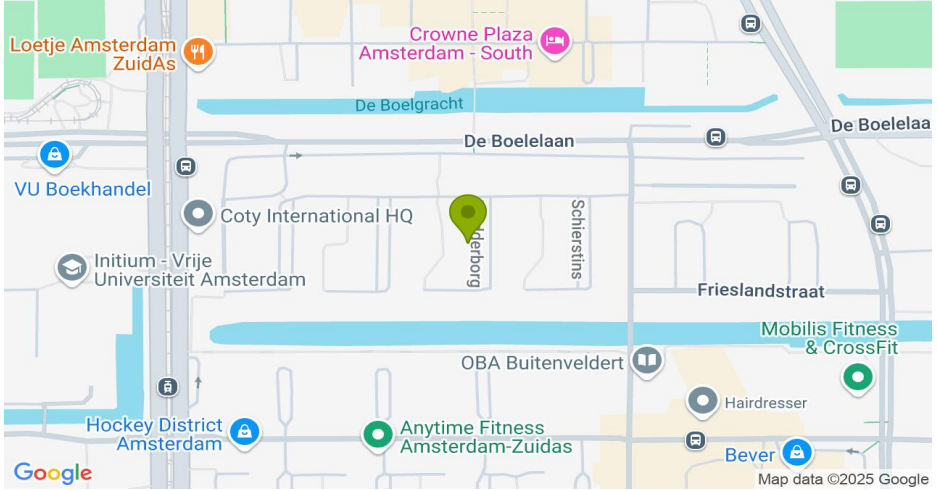 Loetje Amsterdam
ZuidAs
Crowne Plaza
Amsterdam - South
De Boelgracht
De Boelelaan
De Boelelaa
VU Boekhandel
Coty International HQ
lderborg
Schierstins
Initium - Vrije
Universiteit Amsterdam
Frieslandstraat
Mobilis Fitness
& CrossFit
OBA Buitenveldert
Hairdresser
Hockey District
Amsterdam
Anytime Fitness
Amsterdam-Zuidas
Bever
Google
Map data ©2025 Google